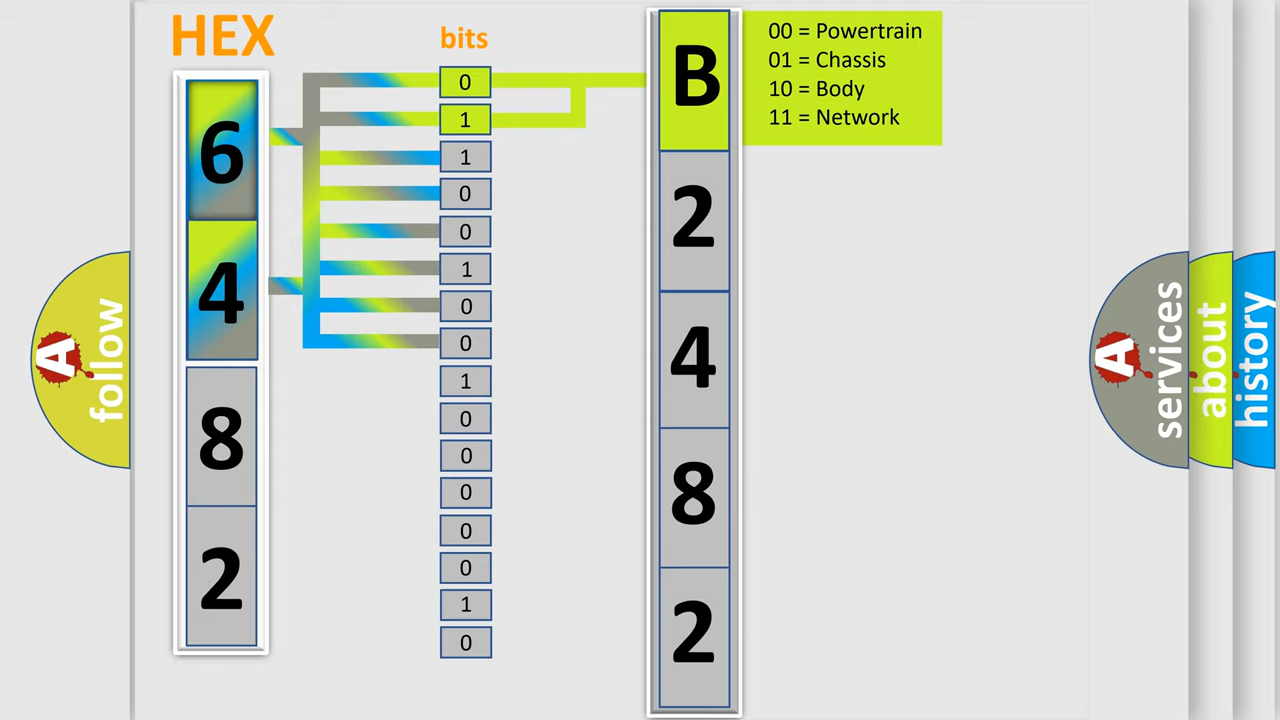 HEX
bits
6
4
8
2
0
1
1
0
0
1
0
0
1
0
0
0
0
0
1
0
B
2
4
8
2
00 = Powertrain
01 = Chassis
10 = Body
11 = Network
A follow
A services
about
history